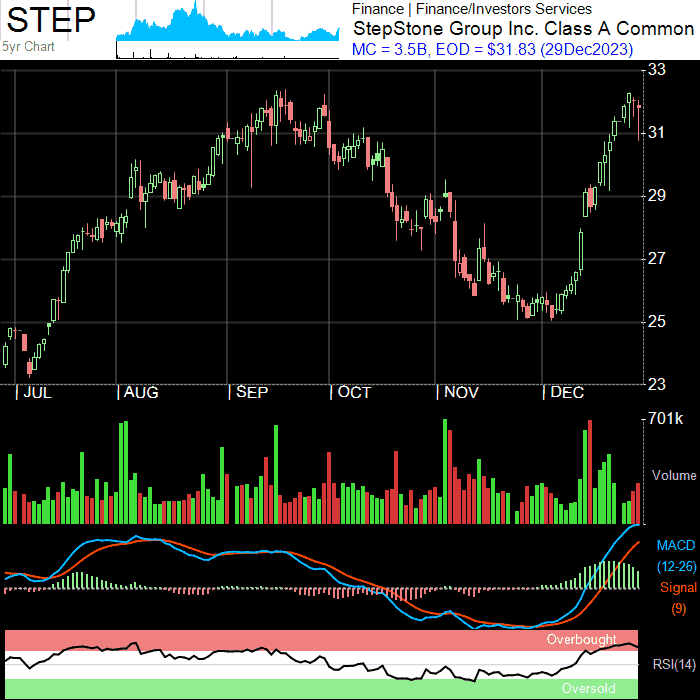 STEP
5yr Chart
Finance | Finance/Investors Services
StepStone Group Inc. Class A Common
MC = 3.5B, EOD = $31.83 (29Dec2023)
33
31
29
27
25
23
JUL AUG SEP OCT NOV DEC
701k
Volume
MACD
(12-26)
Signal
(9)
Overbought
RSI(14)
Oversold